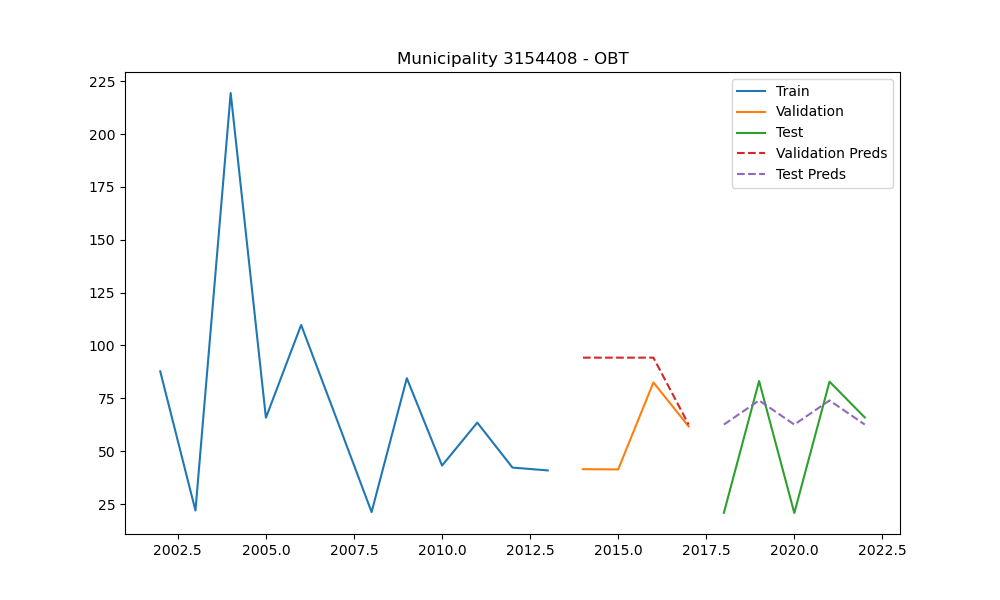 Municipality 3154408 - OBT
225
200
175
150
125
100
75
50
25
2002.5 2005.0 2007.5 2010.0 2012.5 2015.0 2017.5 2020.0 2022.5
Train
Validation
Test
Validation Preds
Test Preds